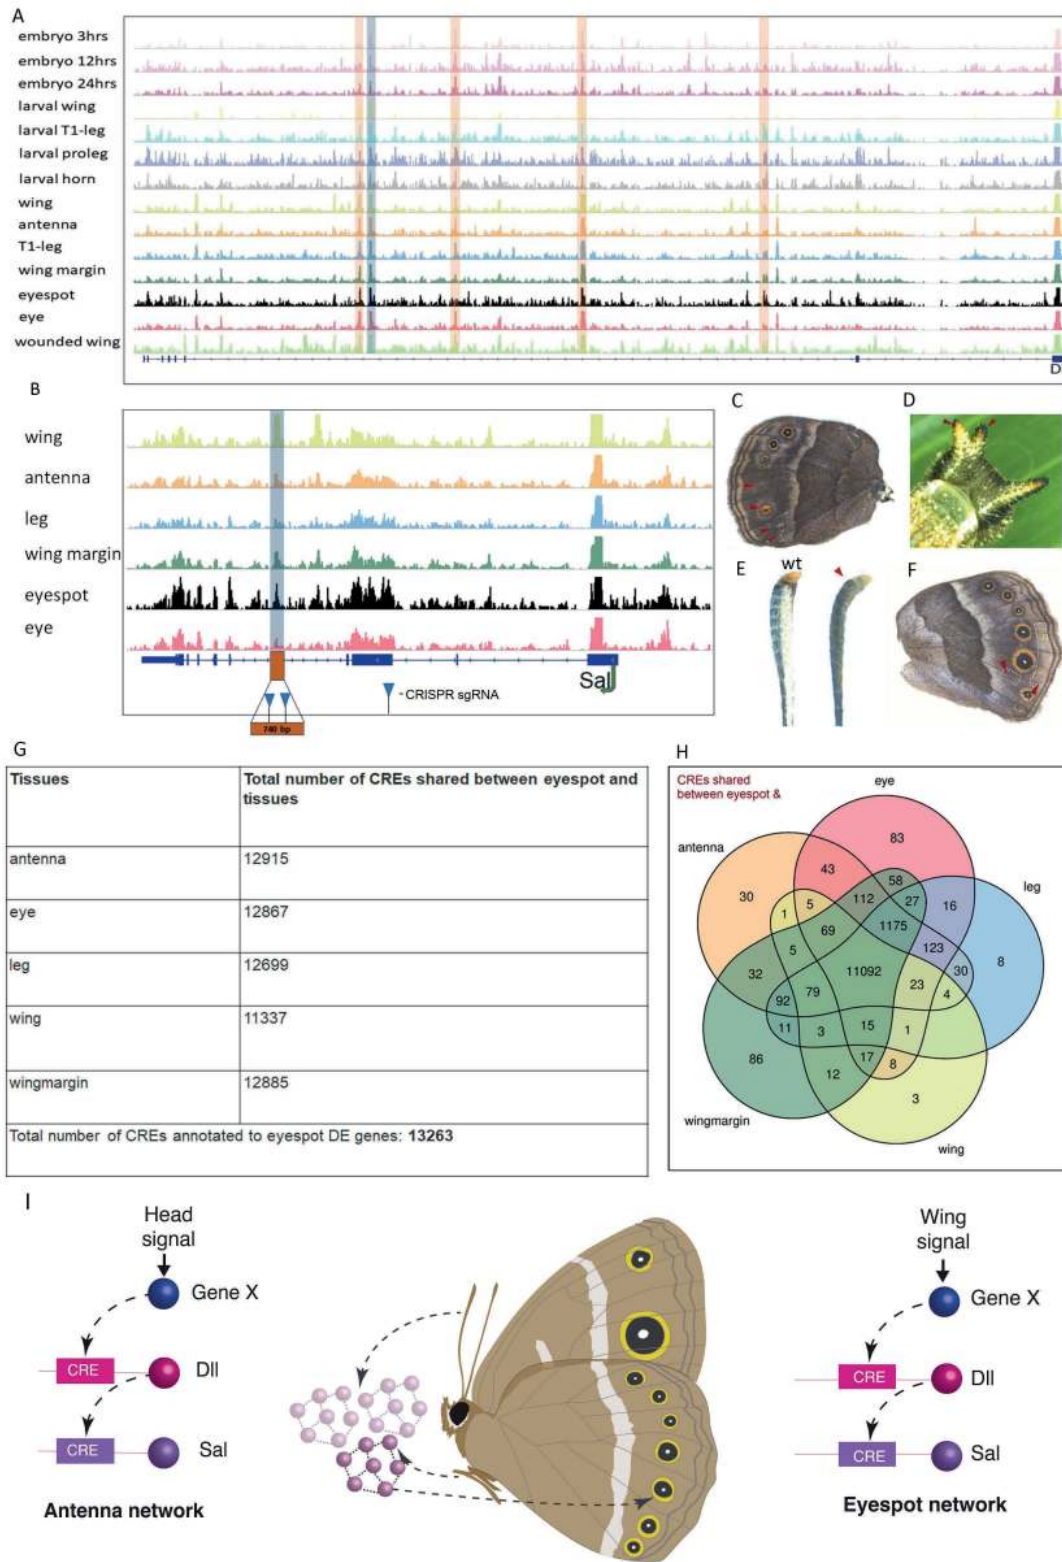 A
embryo 3hrs
embryo 12hrs
embryo 24hrs
larval wing
larval T1-leg
larval proleg
larval horn
wing
antenna
T1-leg
wing margin
eyespot
eye
wounded wing
D
B
wing
antenna
leg
wing margin
eyespot
eye
Sal
CRISPR sgRNA
740 bp
C
D
E
wt
F
G
Tissues
Total number of CREs shared between eyespot and
tissues
antenna
12915
eye
12867
leg
12699
wing
11337
wingmargin
12885
Total number of CREs annotated to eyespot DE genes: 13263
H
CREs shared
between eyespot &
eye
antenna
leg
wingmargin
wing
83
43
58
30
112
27
16
1
5
1175
69
5
123
32
11092
30
8
79
23
4
92
11
3
15
1
86
17
8
12
3
I
Head
signal
Gene X
CRE
Dll
CRE
Sal
Antenna network
Wing
signal
Gene X
CRE
Dll
CRE
Sal
Eyespot network